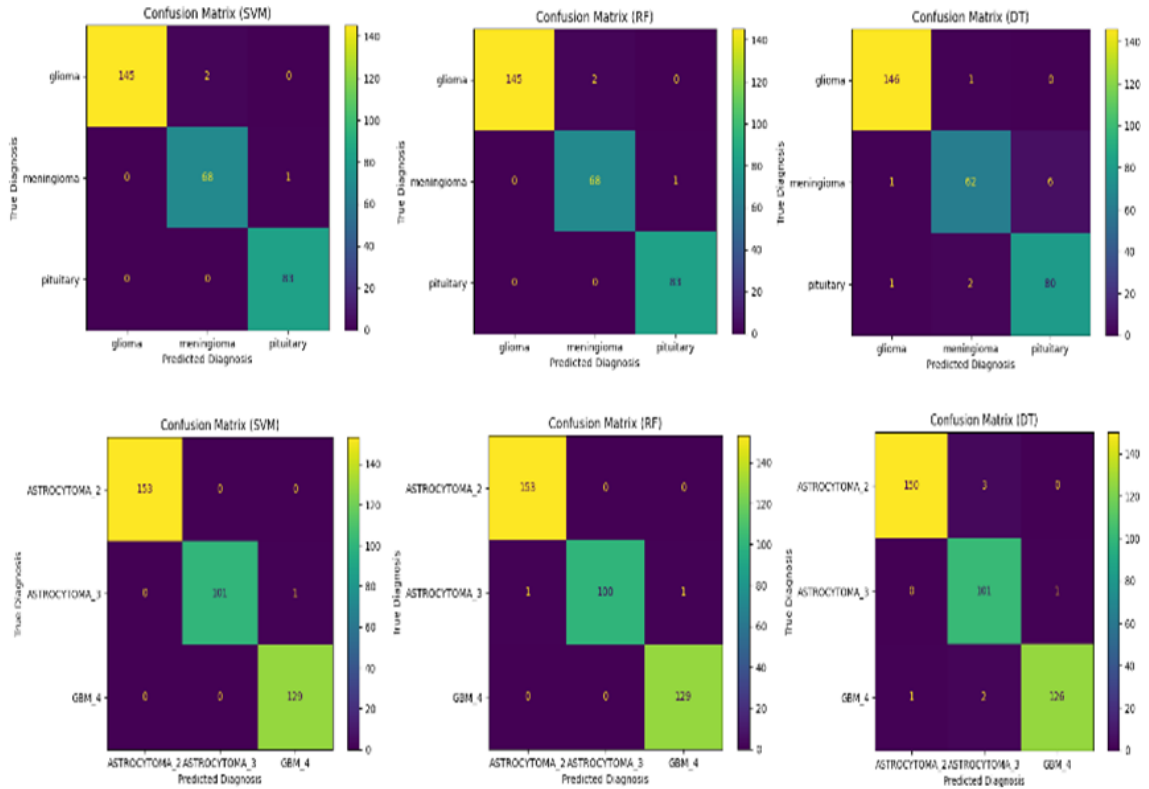 Confusion Matrix (SVM)
True Diagnosis
glioma 145 2 0
meningioma 0 68 1
pituitary 0 0 83
glioma meningioma pituitary
Predicted Diagnosis
140
120
100
80
60
40
20
0
Confusion Matrix (RF)
True Diagnosis
glioma 145 2 0
meningioma 0 68 1
pituitary 0 0 83
glioma meningioma pituitary
Predicted Diagnosis
140
120
100
80
60
40
20
0
Confusion Matrix (DT)
True Diagnosis
glioma 146 1 0
meningioma 1 62 6
pituitary 1 2 80
glioma meningioma pituitary
Predicted Diagnosis
140
120
100
80
60
40
20
0
Confusion Matrix (SVM)
True Diagnosis
ASTROCYTOMA_2 153 0 0
ASTROCYTOMA_3 0 101 1
GBM_4 0 0 129
ASTROCYTOMA_2 ASTROCYTOMA_3 GBM_4
Predicted Diagnosis
140
120
100
80
60
40
20
0
Confusion Matrix (RF)
True Diagnosis
ASTROCYTOMA_2 153 0 0
ASTROCYTOMA_3 1 100 1
GBM_4 0 0 129
ASTROCYTOMA_2 ASTROCYTOMA_3 GBM_4
Predicted Diagnosis
140
120
100
80
60
40
20
0
Confusion Matrix (DT)
True Diagnosis
ASTROCYTOMA_2 150 3 0
ASTROCYTOMA_3 0 101 1
GBM_4 1 2 126
ASTROCYTOMA_2 ASTROCYTOMA_3 GBM_4
Predicted Diagnosis
140
120
100
80
60
40
20
0